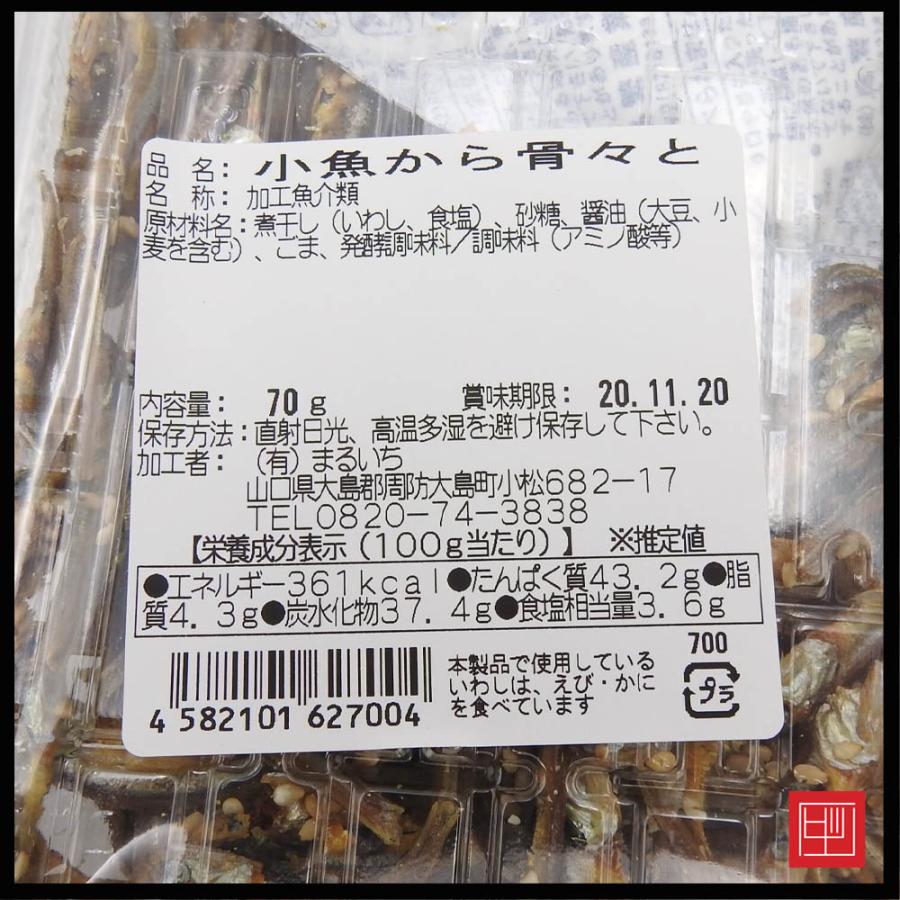 品 名： 小魚から骨々と
名 称： 加工魚介類
原材料名：煮干し（いわし、食塩）、砂糖、醤油（大豆、小
麦を含む）、ごま、発酵調味料／調味料（アミノ酸等）
内容量： 70g 賞味期限： 20.11.20
保存方法：直射日光、高温多湿を避け保存して下さい。
加工者： （有）まるいち
山口県大島郡周防大島町小松682-17
TEL0820-74-3838
【栄養成分表示（100g当たり）】 ※推定値
●エネルギー361kcal●たんぱく質43.2g●脂
質4.3g●炭水化物37.4g●食塩相当量3.6g
700
本製品で使用している
いわしは、えび・かに
を食べています
プラ
4 582101 627004